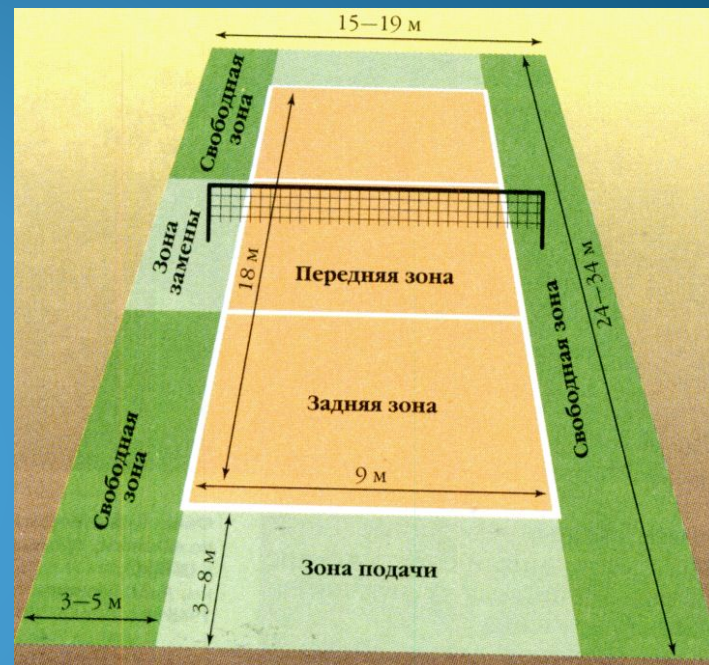 15—19 м
Свободная
зона
Зона
замены
18 м
Передняя зона
24—34 м
Свободная зона
Задняя зона
Свободная
зона
9 м
Зона подачи
3—8 м
3—5 м